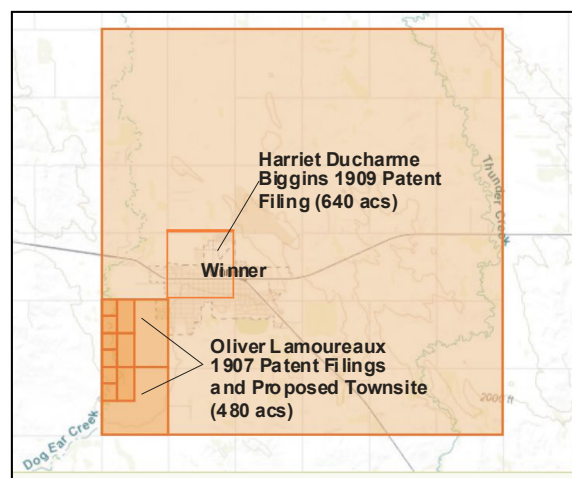 Harriet Ducharme
Biggins 1909 Patent
Filing (640 acs)
Thunder Creek
Winner
Oliver Lamoureaux
1907 Patent Filings
and Proposed Townsite
(480 acs)
2000 ft
Dog Ear Creek